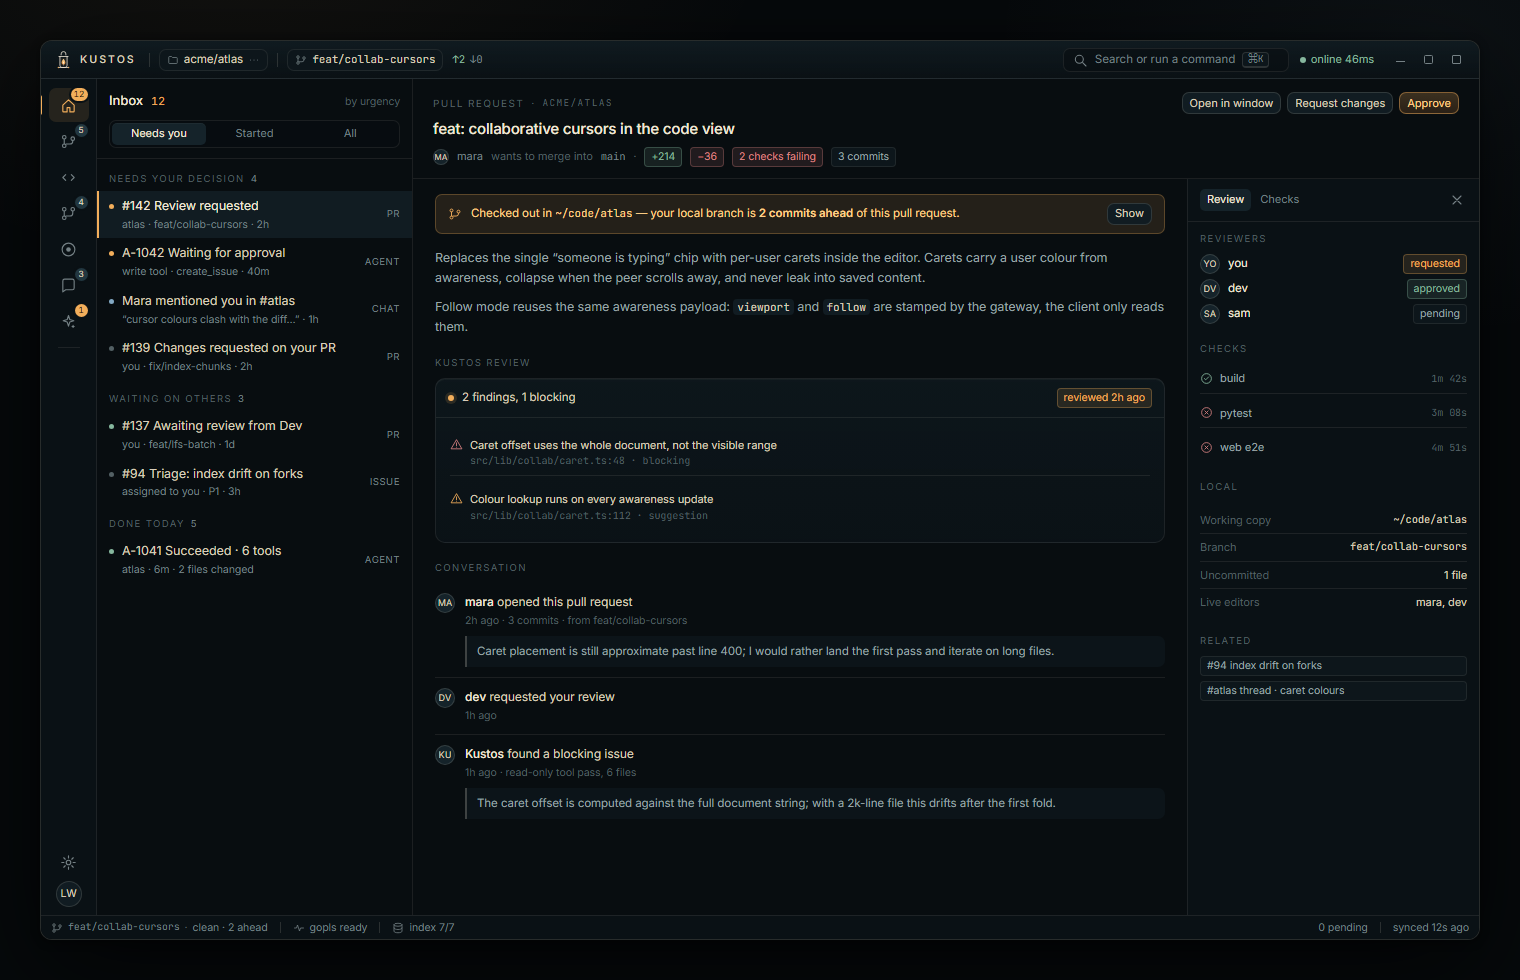 KUSTOS
acme/atlas ···
feat/collab-cursors
↑2 ↓0
Search or run a command ⌘K
online 46ms
12
5
4
3
1
LW
Inbox 12
by urgency
Needs you
Started
All
NEEDS YOUR DECISION 4
#142 Review requested
atlas · feat/collab-cursors · 2h
PR
A-1042 Waiting for approval
write tool · create_issue · 40m
AGENT
Mara mentioned you in #atlas
“cursor colours clash with the diff…” · 1h
CHAT
#139 Changes requested on your PR
you · fix/index-chunks · 2h
PR
WAITING ON OTHERS 3
#137 Awaiting review from Dev
you · feat/lfs-batch · 1d
PR
#94 Triage: index drift on forks
assigned to you · P1 · 3h
ISSUE
DONE TODAY 5
A-1041 Succeeded · 6 tools
atlas · 6m · 2 files changed
AGENT
PULL REQUEST · ACME/ATLAS
feat: collaborative cursors in the code view
MA mara wants to merge into main · +214 −36 2 checks failing 3 commits
Open in window
Request changes
Approve
Checked out in ~/code/atlas — your local branch is 2 commits ahead of this pull request.
Show
Replaces the single “someone is typing” chip with per-user carets inside the editor. Carets carry a user colour from
awareness, collapse when the peer scrolls away, and never leak into saved content.
Follow mode reuses the same awareness payload: viewport and follow are stamped by the gateway, the client only reads
them.
KUSTOS REVIEW
2 findings, 1 blocking
reviewed 2h ago
Caret offset uses the whole document, not the visible range
src/lib/collab/caret.ts:48 · blocking
Colour lookup runs on every awareness update
src/lib/collab/caret.ts:112 · suggestion
CONVERSATION
MA mara opened this pull request
2h ago · 3 commits · from feat/collab-cursors
Caret placement is still approximate past line 400; I would rather land the first pass and iterate on long files.
DV dev requested your review
1h ago
KU Kustos found a blocking issue
1h ago · read-only tool pass, 6 files
The caret offset is computed against the full document string; with a 2k-line file this drifts after the first fold.
Review
Checks
REVIEWERS
YO you requested
DV dev approved
SA sam pending
CHECKS
build 1m 42s
pytest 3m 08s
web e2e 4m 51s
LOCAL
Working copy ~/code/atlas
Branch feat/collab-cursors
Uncommitted 1 file
Live editors mara, dev
RELATED
#94 index drift on forks
#atlas thread · caret colours
feat/collab-cursors · clean · 2 ahead
gopls ready
index 7/7
0 pending
synced 12s ago